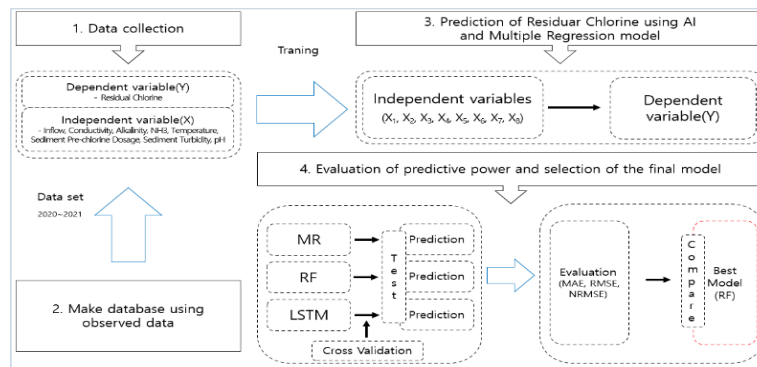 1. Data collection
Dependent variable(Y)
- Residual Chlorine
Independent variable(X)
- Inflow, Conductivity, Alkalinity, NH3, Temperature,
Sediment Pre-chlorine Dosage, Sediment Turbidity, pH
Data set
2020~2021
2. Make database using
observed data
Traning
3. Prediction of Residuar Chlorine using AI
and Multiple Regression model
Independent variables
(X₁, X₂, X₃, X₄, X₅, X₆, X₇, X₈)
Dependent
variable(Y)
4. Evaluation of predictive power and selection of the final model
MR
RF
LSTM
Test
Prediction
Prediction
Prediction
Cross Validation
Evaluation
(MAE, RMSE,
NRMSE)
Compare
Best
Model
(RF)